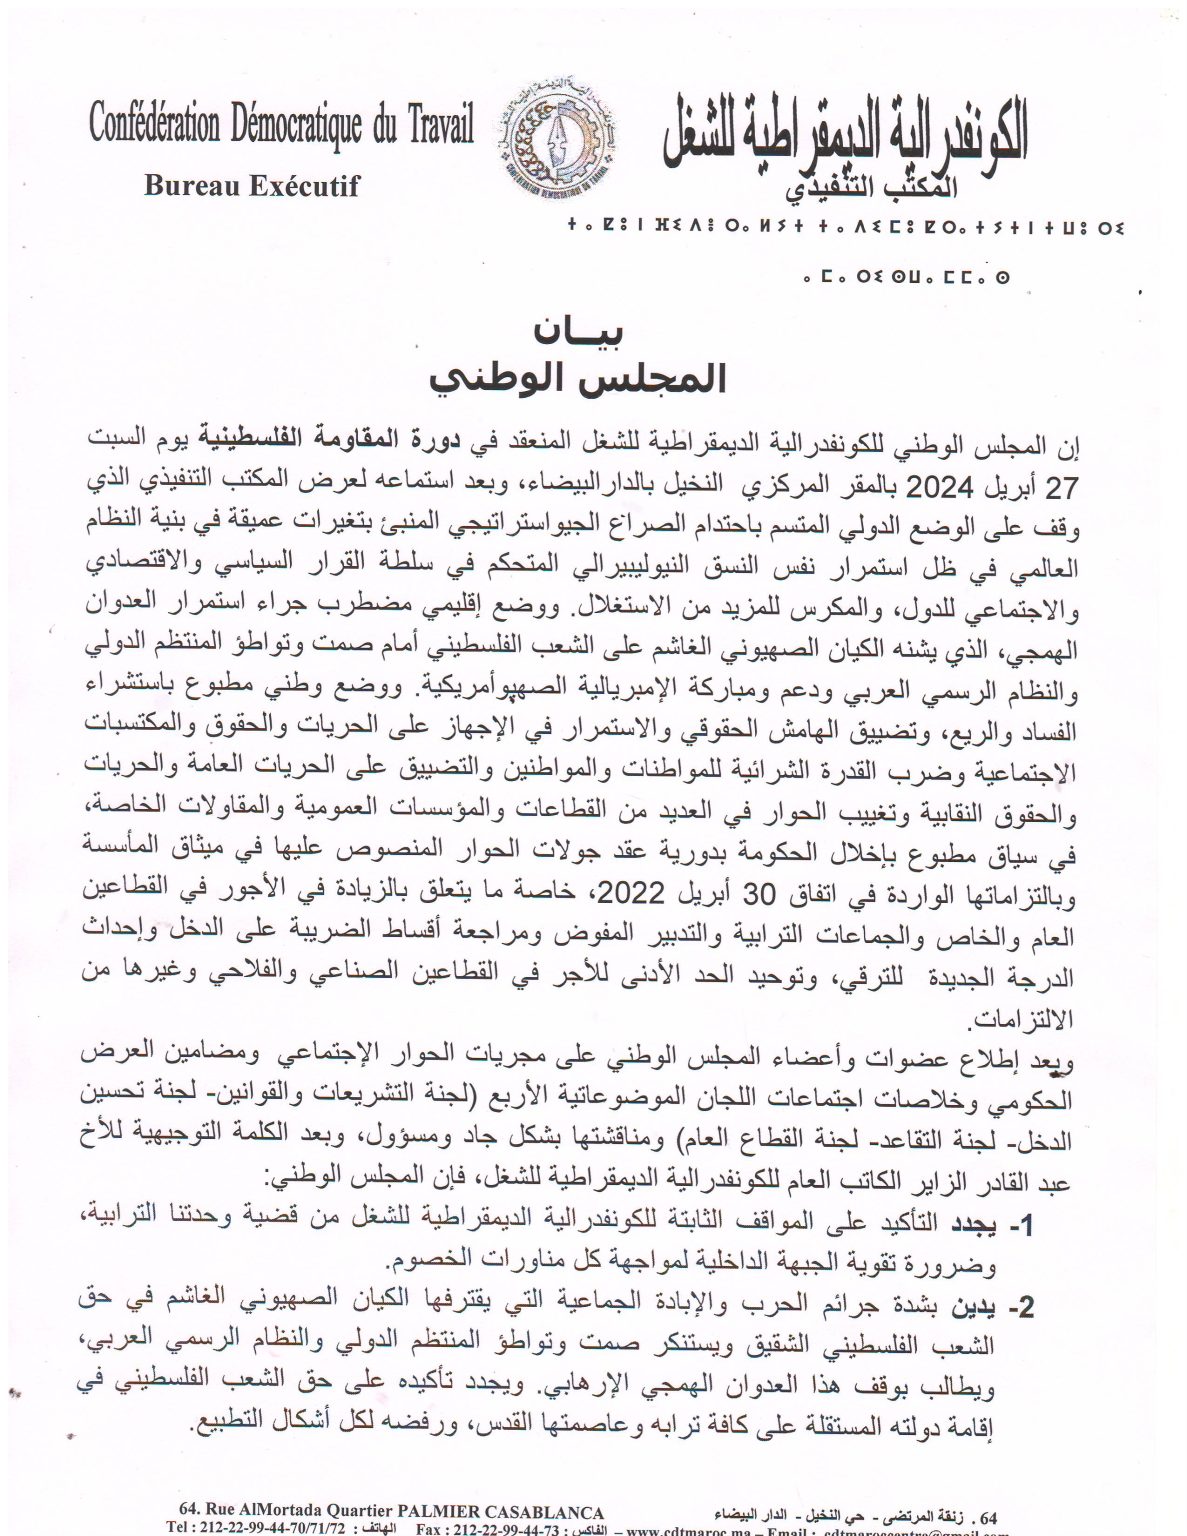 الكونفدرالية الديمقراطية للشغل
Confédération Démocratique du Travail
المكتب التنفيذي
Bureau Exécutif
ⵜⴰⵇⵓⵏⴼⵉⴷⵓⵔⴰⵍⵢⵜ ⵜⴰⴷⵉⵎⵓⵇⵔⴰⵜⵢⵜⵏⵜⵡⵓⵔⵉ
ⴰⵎⴰⵔⵉⵙⵡⴰⵎⵎⴰⵙ
بيـــان
المجلس الوطني
إن المجلس الوطني للكونفدرالية الديمقراطية للشغل المنعقد في دورة المقاومة الفلسطينية يوم السبت
27 أبريل 2024 بالمقر المركزي النخيل بالدارالبيضاء، وبعد استماعه لعرض المكتب التنفيذي الذي
وقف على الوضع الدولي المتسم باحتدام الصراع الجيواستراتيجي المنبئ بتغيرات عميقة في بنية النظام
العالمي في ظل استمرار نفس النسق النيوليبيرالي المتحكم في سلطة القرار السياسي والاقتصادي
والاجتماعي للدول، والمكرس للمزيد من الاستغلال. ووضع إقليمي مضطرب جراء استمرار العدوان
الهمجي، الذي يشنه الكيان الصهيوني الغاشم على الشعب الفلسطيني أمام صمت وتواطؤ المنتظم الدولي
والنظام الرسمي العربي ودعم ومباركة الإمبريالية الصهيوأمريكية. ووضع وطني مطبوع باستشراء
الفساد والريع، وتضييق الهامش الحقوقي والاستمرار في الإجهاز على الحريات والحقوق والمكتسبات
الاجتماعية وضرب القدرة الشرائية للمواطنات والمواطنين والتضييق على الحريات العامة والحريات
والحقوق النقابية وتغييب الحوار في العديد من القطاعات والمؤسسات العمومية والمقاولات الخاصة،
في سياق مطبوع بإخلال الحكومة بدورية عقد جولات الحوار المنصوص عليها في ميثاق المأسسة
وبالتزاماتها الواردة في اتفاق 30 أبريل 2022، خاصة ما يتعلق بالزيادة في الأجور في القطاعين
العام والخاص والجماعات الترابية والتدبير المفوض ومراجعة أقساط الضريبة على الدخل وإحداث
الدرجة الجديدة للترقي، وتوحيد الحد الأدنى للأجر في القطاعين الصناعي والفلاحي وغيرها من
الالتزامات.
وبعد إطلاع عضوات وأعضاء المجلس الوطني على مجريات الحوار الإجتماعي ومضامين العرض
الحكومي وخلاصات اجتماعات اللجان الموضوعاتية الأربع (لجنة التشريعات والقوانين- لجنة تحسين
الدخل- لجنة التقاعد- لجنة القطاع العام) ومناقشتها بشكل جاد ومسؤول، وبعد الكلمة التوجيهية للأخ
عبد القادر الزاير الكاتب العام للكونفدرالية الديمقراطية للشغل، فإن المجلس الوطني:
1- يجدد التأكيد على المواقف الثابتة للكونفدرالية الديمقراطية للشغل من قضية وحدتنا الترابية،
وضرورة تقوية الجبهة الداخلية لمواجهة كل مناورات الخصوم.
2- يدين بشدة جرائم الحرب والإبادة الجماعية التي يقترفها الكيان الصهيوني الغاشم في حق
الشعب الفلسطيني الشقيق ويستنكر صمت وتواطؤ المنتظم الدولي والنظام الرسمي العربي،
ويطالب بوقف هذا العدوان الهمجي الإرهابي. ويجدد تأكيده على حق الشعب الفلسطيني في
إقامة دولته المستقلة على كافة ترابه وعاصمتها القدس، ورفضه لكل أشكال التطبيع.
64 . زنقة المرتضى - حي النخيل - الدار البيضاء
64. Rue AlMortada Quartier PALMIER CASABLANCA
Tel : 212-22-99-44-70/71/72 : الهاتف Fax : 212-22-99-44-73 : الفاكس – www.cdtmaroc.ma – Email : cdtmaroccentre@gmail.com